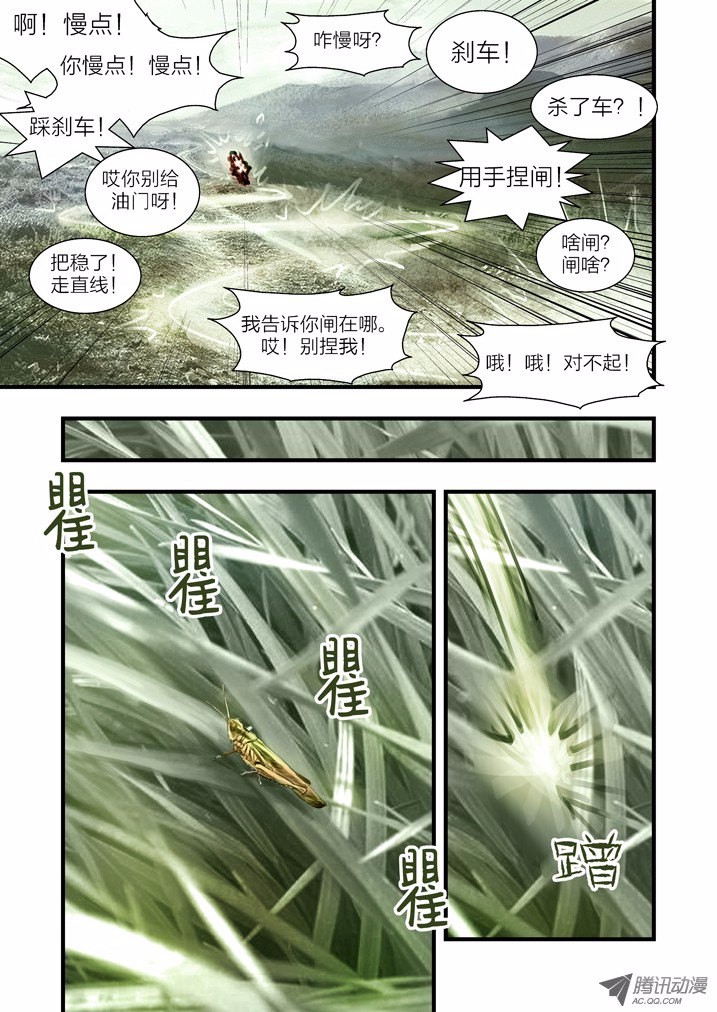 啊！慢点！
你慢点！慢点！
踩刹车！
咋慢呀？
刹车！
杀了车？！
哎你别给
油门呀！
用手捏闸！
把稳了！
走直线！
啥闸？
闸啥？
我告诉你闸在哪。
哎！别捏我！
哦！哦！对不起！
瞿
瞿
瞿
瞿
蹭
腾讯动漫
AC.QQ.COM